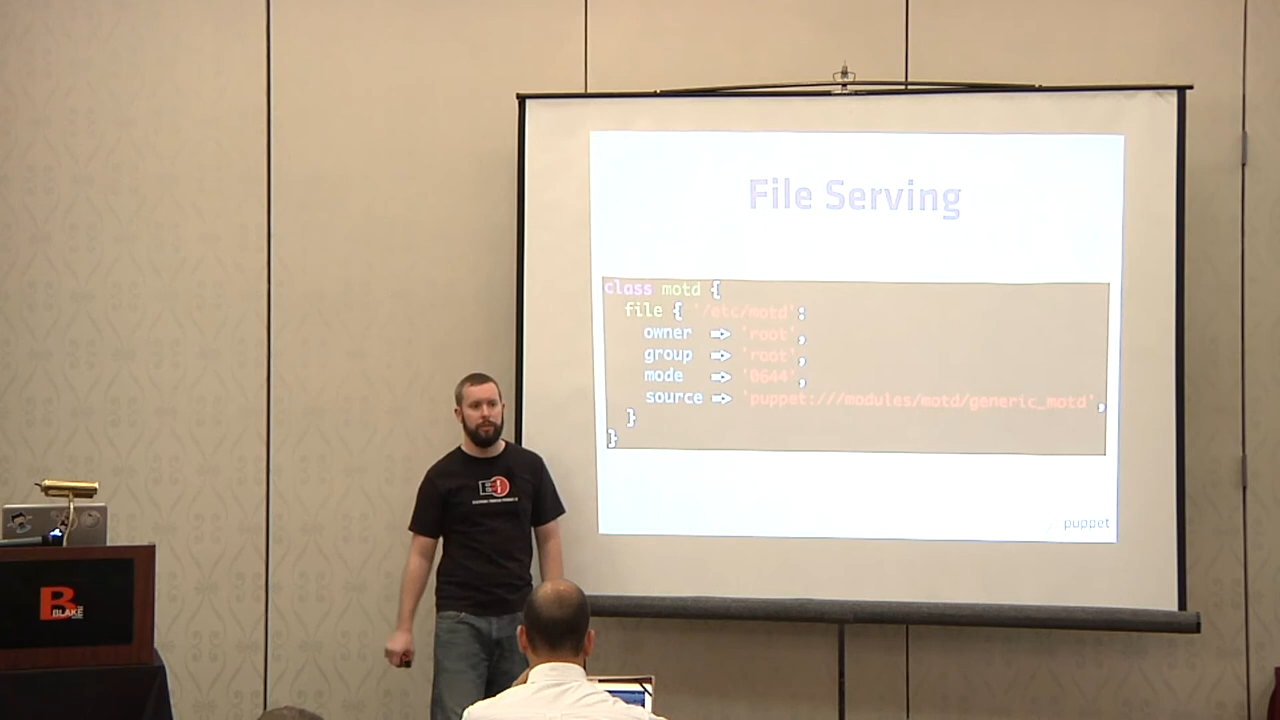 File Serving
class motd {
file { '/etc/motd':
owner => 'root',
group => 'root',
mode => '0644',
source => 'puppet:///modules/motd/generic_motd',
}
}
puppet
B
BLAKE